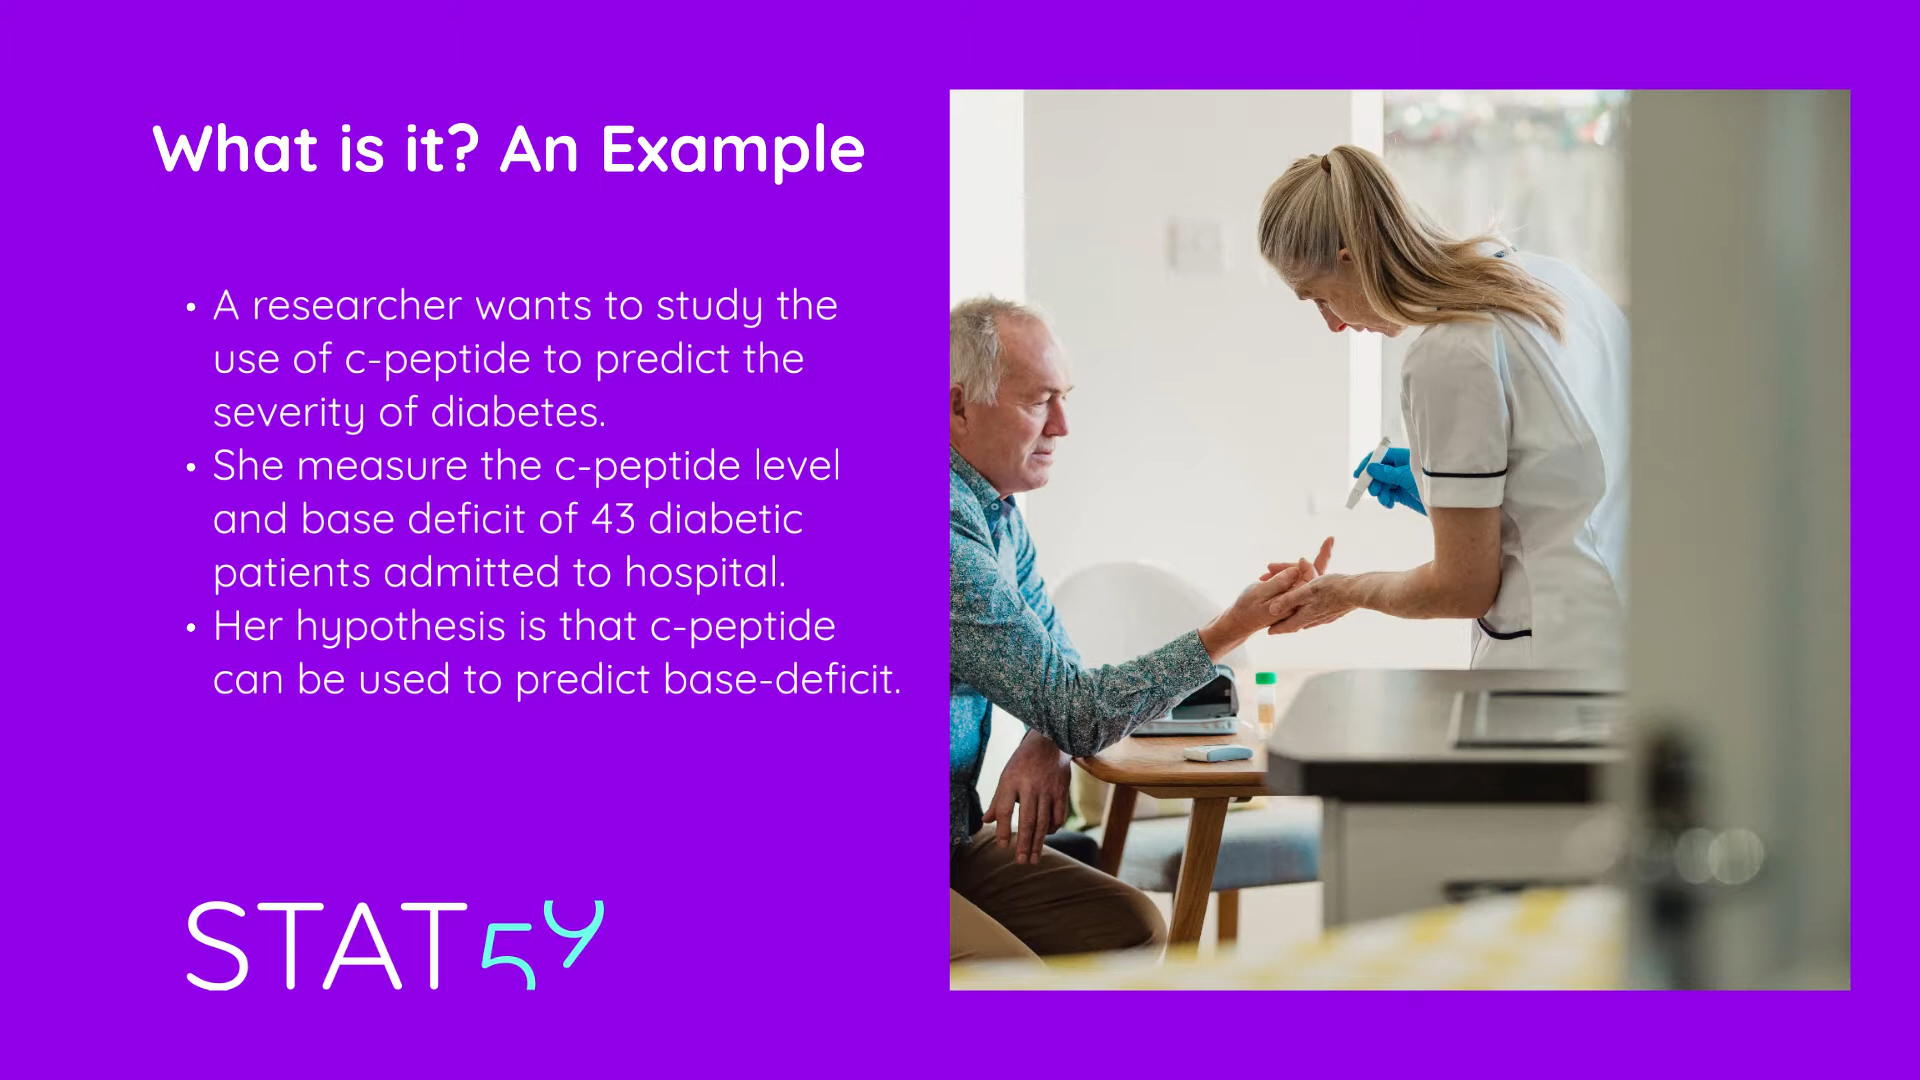 What is it? An Example
• A researcher wants to study the
use of c-peptide to predict the
severity of diabetes.
• She measure the c-peptide level
and base deficit of 43 diabetic
patients admitted to hospital.
• Her hypothesis is that c-peptide
can be used to predict base-deficit.
STAT59